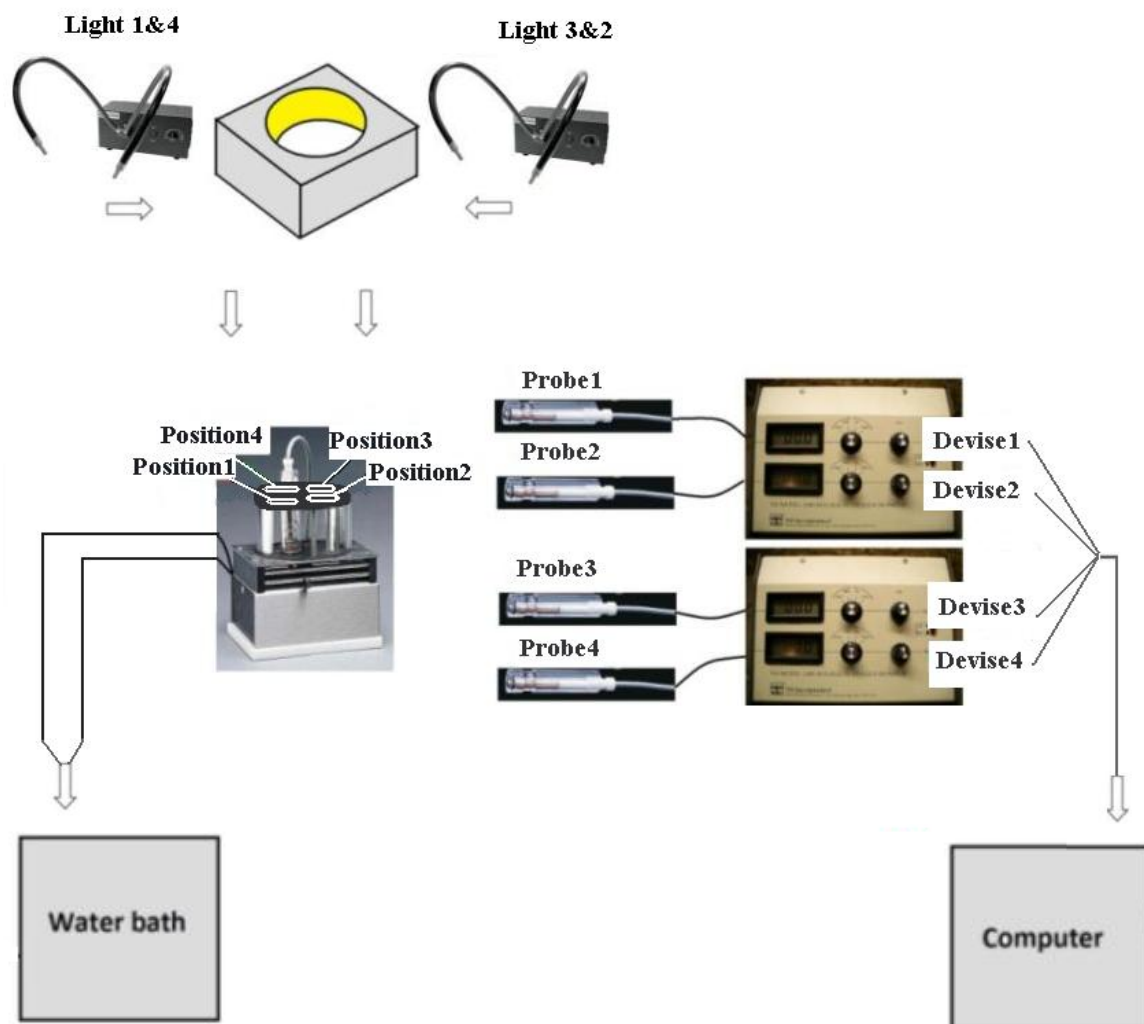 Light 1&4
Light 3&2
Probe1
Position4
Position3
Position1
Position2
Probe2
Devise1
Devise2
Probe3
Probe4
Devise3
Devise4
Water bath
Computer